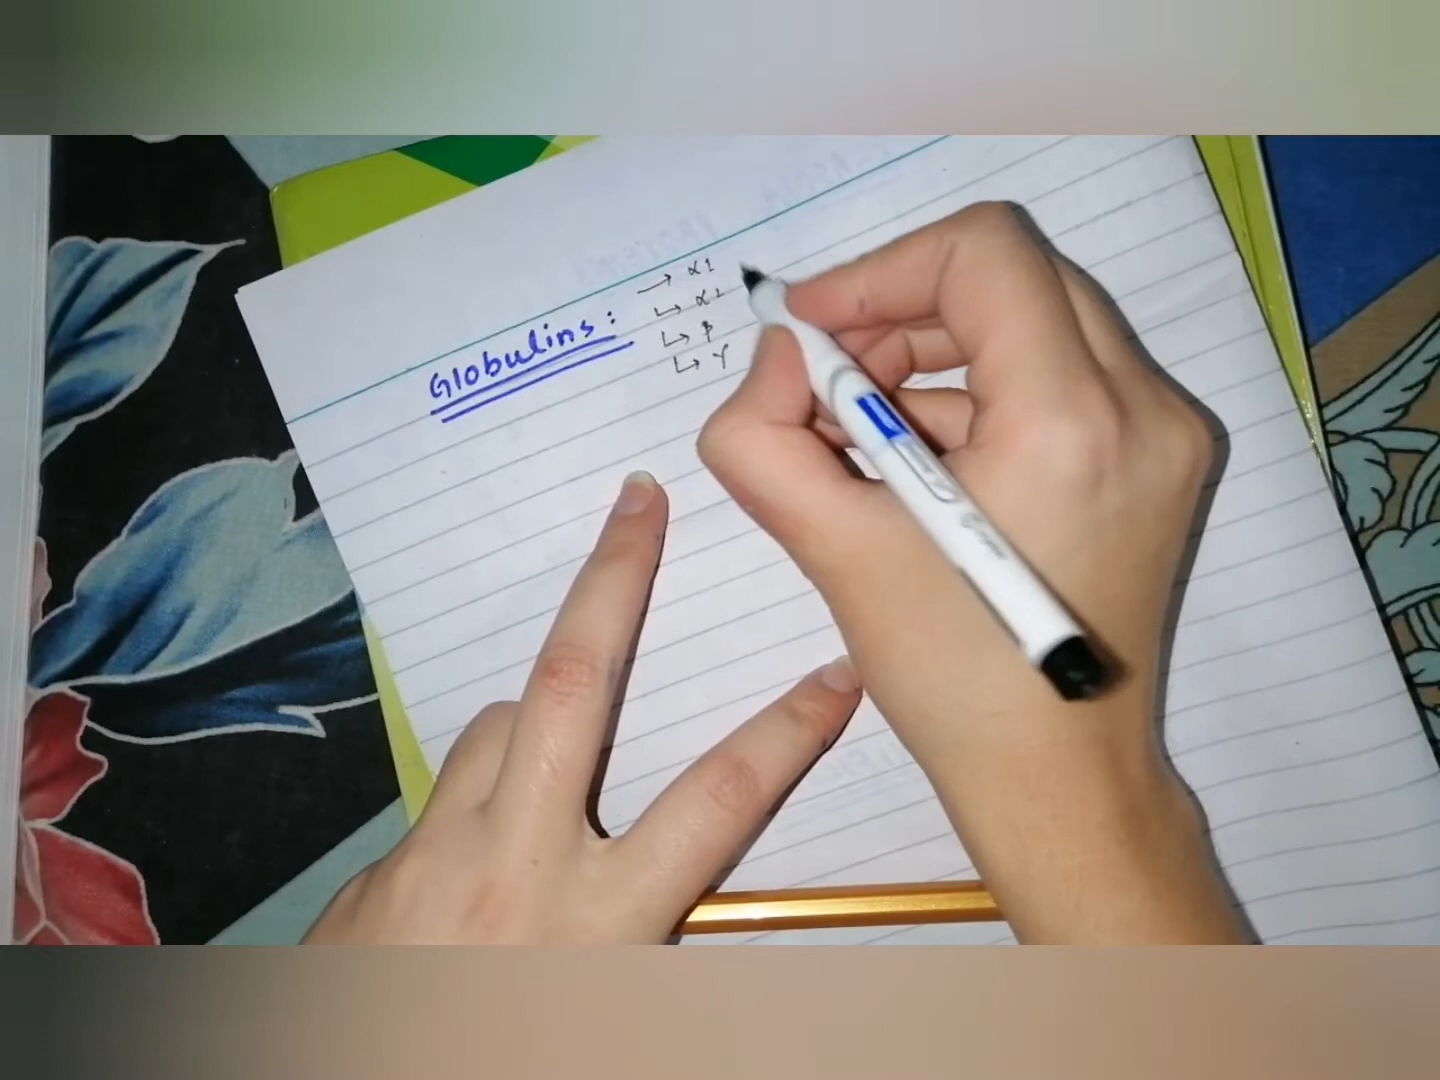 Globulins:
→ α1
↳ α2
↳ β
↳ γ